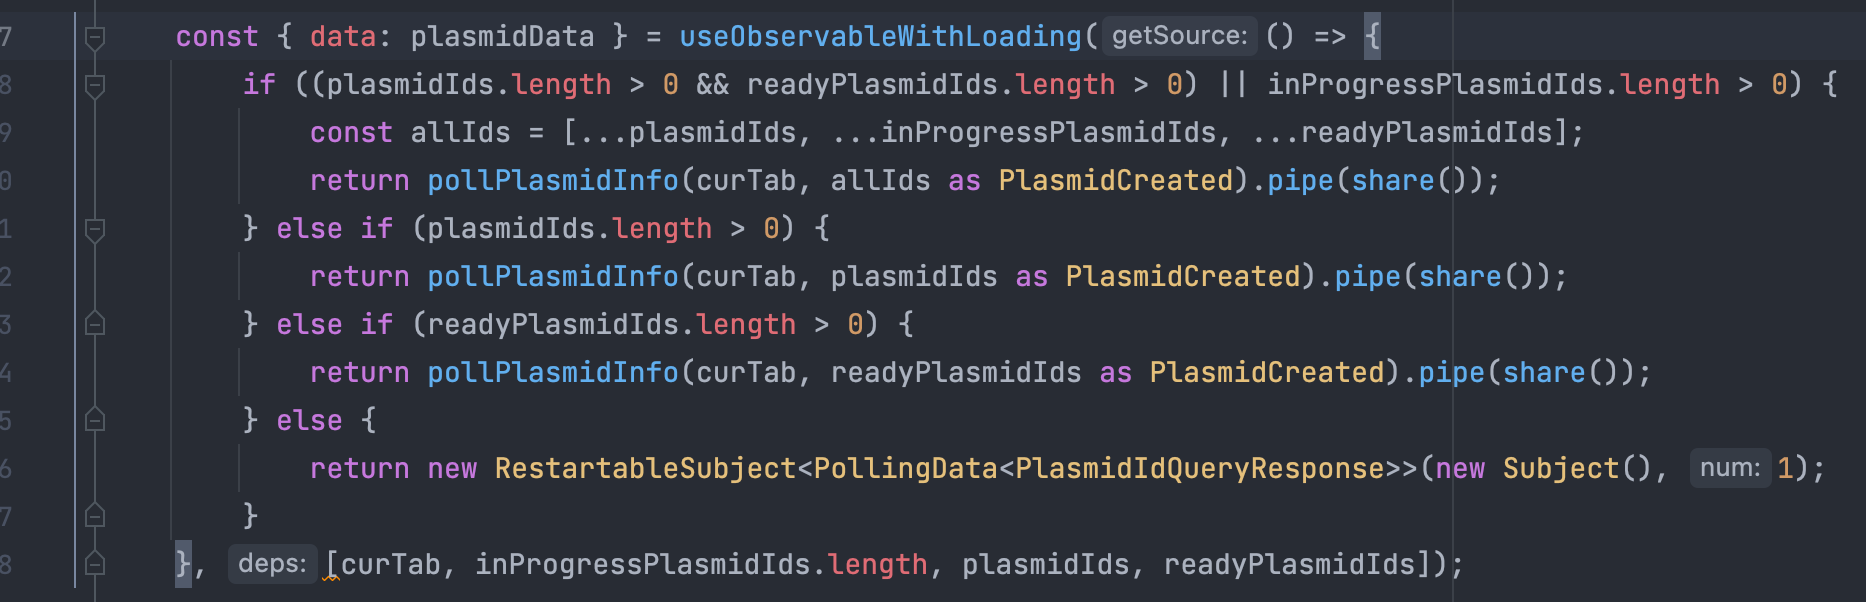 7 const { data: plasmidData } = useObservableWithLoading( getSource: () => {
8 if ((plasmidIds.length > 0 && readyPlasmidIds.length > 0) || inProgressPlasmidIds.length > 0) {
9 const allIds = [...plasmidIds, ...inProgressPlasmidIds, ...readyPlasmidIds];
0 return pollPlasmidInfo(curTab, allIds as PlasmidCreated).pipe(share());
1 } else if (plasmidIds.length > 0) {
2 return pollPlasmidInfo(curTab, plasmidIds as PlasmidCreated).pipe(share());
3 } else if (readyPlasmidIds.length > 0) {
4 return pollPlasmidInfo(curTab, readyPlasmidIds as PlasmidCreated).pipe(share());
5 } else {
6 return new RestartableSubject<PollingData<PlasmidIdQueryResponse>>(new Subject(), num: 1);
7 }
8 }, deps: [curTab, inProgressPlasmidIds.length, plasmidIds, readyPlasmidIds]);